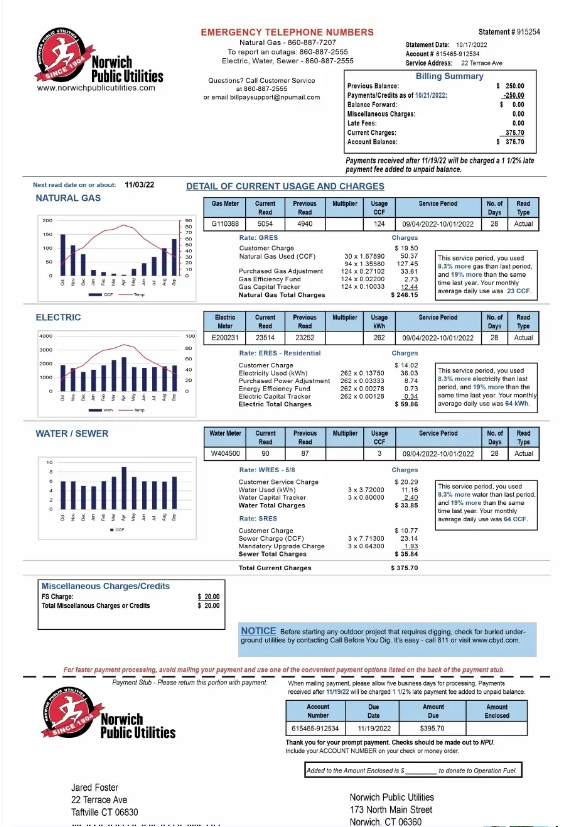 EMERGENCY TELEPHONE NUMBERS
Natural Gas - 860-887-7207
To report an outage: 860-887-2555
Electric, Water, Sewer - 860-887-2555
Questions? Call Customer Service
at 860-887-2555
or email billpaysupport@npumail.com
Norwich
Public Utilities
SINCE 1904
www.norwichpublicutilities.com
Statement # 915254
Statement Date: 10/17/2022
Account # 615465-912534
Service Address: 22 Terrace Ave
Billing Summary
Previous Balance: $ 250.00
Payments/Credits as of 10/21/2022: -250.00
Balance Forward: $ 0.00
Miscellaneous Charges: 0.00
Late Fees: 0.00
Current Charges: 375.70
Account Balance: $ 375.70
Payments received after 11/19/22 will be charged a 1 1/2% late
payment fee added to unpaid balance.
Next read date on or about: 11/03/22
DETAIL OF CURRENT USAGE AND CHARGES
NATURAL GAS
200
150
100
50
0
90
80
70
60
50
40
30
20
10
0
Oct Nov Dec Jan Feb Mar Apr May Jun Jul Aug Sep
CCF Temp
Gas Meter Current Read Previous Read Multiplier Usage CCF Service Period No. of Days Read Type
G110388 5054 4940 124 09/04/2022-10/01/2022 28 Actual
Rate: GRES Charges
Customer Charge $ 19.50
Natural Gas Used (CCF) 30 x 1.67890 50.37
94 x 1.35580 127.45
Purchased Gas Adjustment 124 x 0.27102 33.61
Gas Efficiency Fund 124 x 0.02200 2.73
Gas Capital Tracker 124 x 0.10033 12.44
Natural Gas Total Charges $ 246.15
This service period, you used
8.3% more gas than last period,
and 19% more than the same
time last year. Your monthly
average daily use was 23 CCF.
ELECTRIC
4000
3000
2000
1000
0
100
80
60
40
20
0
Oct Nov Dec Jan Feb Mar Apr May Jun Jul Aug Sep
kWh Temp
Electric Meter Current Read Previous Read Multiplier Usage kWh Service Period No. of Days Read Type
E200231 23514 23252 262 09/04/2022-10/01/2022 28 Actual
Rate: ERES - Residential Charges
Customer Charge $ 14.02
Electricity Used (kWh) 262 x 0.13750 36.03
Purchased Power Adjustment 262 x 0.03333 8.74
Energy Effciency Fund 262 x 0.00278 0.73
Electric Capital Tracker 262 x 0.00128 0.34
Electric Total Charges $ 59.86
This service period, you used
8.3% more electricity than last
period, and 19% more than the
same time last year. Your monthly
average daily use was 64 kWh.
WATER / SEWER
10
8
6
4
2
0
Oct Nov Dec Jan Feb Mar Apr May Jun Jul Aug Sep
CCF
Water Meter Current Read Previous Read Multiplier Usage CCF Service Period No. of Days Read Type
W404500 90 87 3 09/04/2022-10/01/2022 28 Actual
Rate: WRES - 5/8 Charges
Customer Service Charge $ 20.29
Water Used (kWh) 3 x 3.72000 11.16
Water Capital Tracker 3 x 0.80000 2.40
Water Total Charges $ 33.85
Rate: SRES
Customer Charge $ 10.77
Sewer Charge (CCF) 3 x 7.71300 23.14
Mandatory Upgrade Charge 3 x 0.64300 1.93
Sewer Total Charges $ 35.84
This service period, you used
8.3% more water than last period,
and 19% more than the same
time last year. Your monthly
average daily use was 64 CCF.
Total Current Charges $ 375.70
Miscellaneous Charges/Credits
FS Charge: $ 20.00
Total Miscellanous Charges or Credits $ 20.00
NOTICE Before starting any outdoor project that requires digging, check for buried under-
ground utilities by contacting Call Before You Dig. It's easy - call 811 or visit www.cbyd.com.
For faster payment processing, avoid mailing your payment and use one of the convenient payment options listed on the back of the payment stub.
Payment Stub - Please return this portion with payment.
When mailing payment, please allow five business days for processing. Payments
received after 11/19/22 will be charged 1 1/2% late payment fee added to unpaid balance.
Norwich
Public Utilities
SINCE 1904
Account Number Due Date Amount Due Amount Enclosed
615465-912534 11/19/2022 $395.70
Thank you for your prompt payment. Checks should be made out to NPU.
Include your ACCOUNT NUMBER on your check or money order.
Added to the Amount Enclosed is $ ________ to donate to Operation Fuel
Jared Foster
22 Terrace Ave
Taftville CT 06830
Norwich Public Utilities
173 North Main Street
Norwich, CT 06360